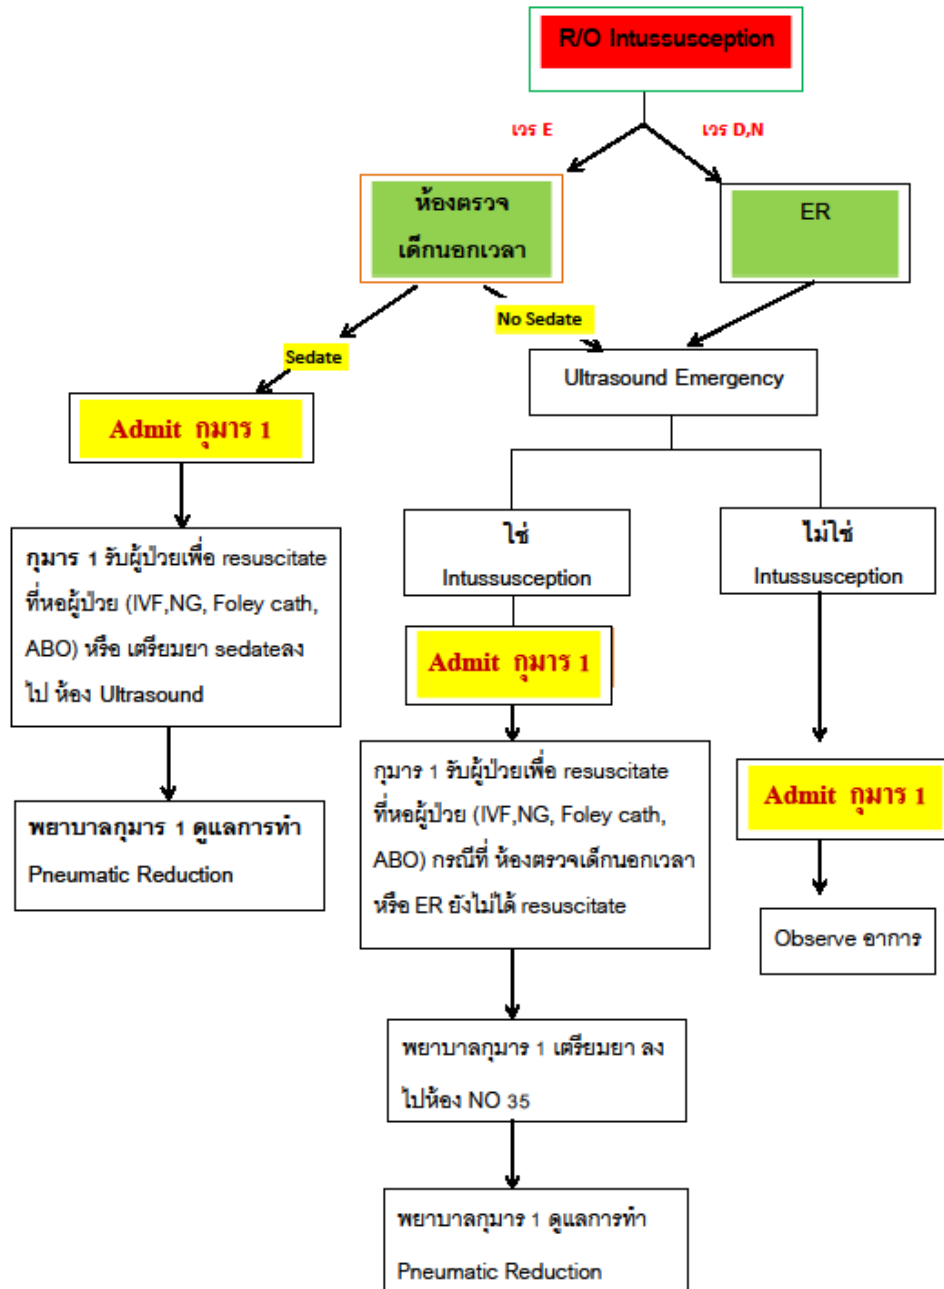 R/O Intussusception
เวร E
เวร D,N
ห้องตรวจ
เด็กนอกเวลา
ER
No Sedate
Sedate
Ultrasound Emergency
Admit กุมาร 1
ใช่
Intussusception
ไม่ใช่
Intussusception
กุมาร 1 รับผู้ป่วยเพื่อ resuscitate
ที่หอผู้ป่วย (IVF,NG, Foley cath,
ABO) หรือ เตรียมยา sedateลง
ไป ห้อง Ultrasound
Admit กุมาร 1
กุมาร 1 รับผู้ป่วยเพื่อ resuscitate
ที่หอผู้ป่วย (IVF,NG, Foley cath,
ABO) กรณีที่ ห้องตรวจเด็กนอกเวลา
หรือ ER ยังไม่ได้ resuscitate
Admit กุมาร 1
พยาบาลกุมาร 1 ดูแลการทำ
Pneumatic Reduction
Observe อาการ
พยาบาลกุมาร 1 เตรียมยา ลง
ไปห้อง NO 35
พยาบาลกุมาร 1 ดูแลการทำ
Pneumatic Reduction